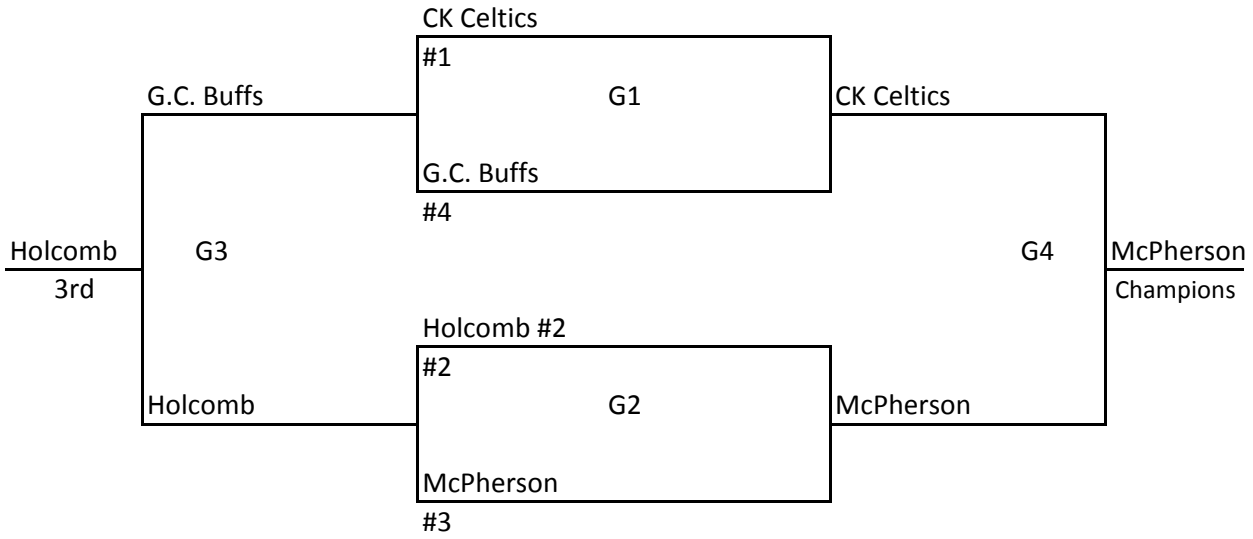 CK Celtics
#1
G.C. Buffs
G1
CK Celtics
G.C. Buffs
#4
Holcomb
G3
G4
McPherson
3rd
Champions
Holcomb #2
#2
Holcomb
G2
McPherson
McPherson
#3